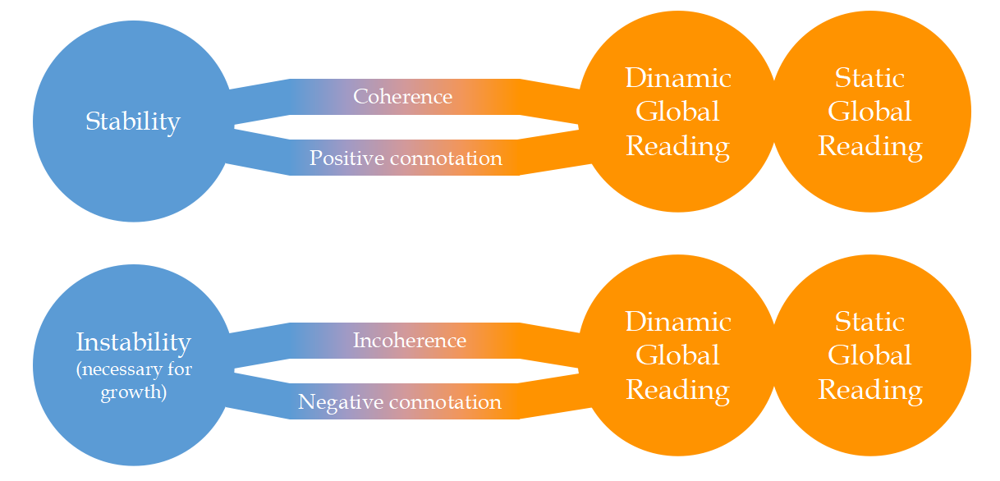 Stability
Coherence
Positive connotation
Dinamic
Global
Reading
Static
Global
Reading
Instability
(necessary for
growth)
Incoherence
Negative connotation
Dinamic
Global
Reading
Static
Global
Reading